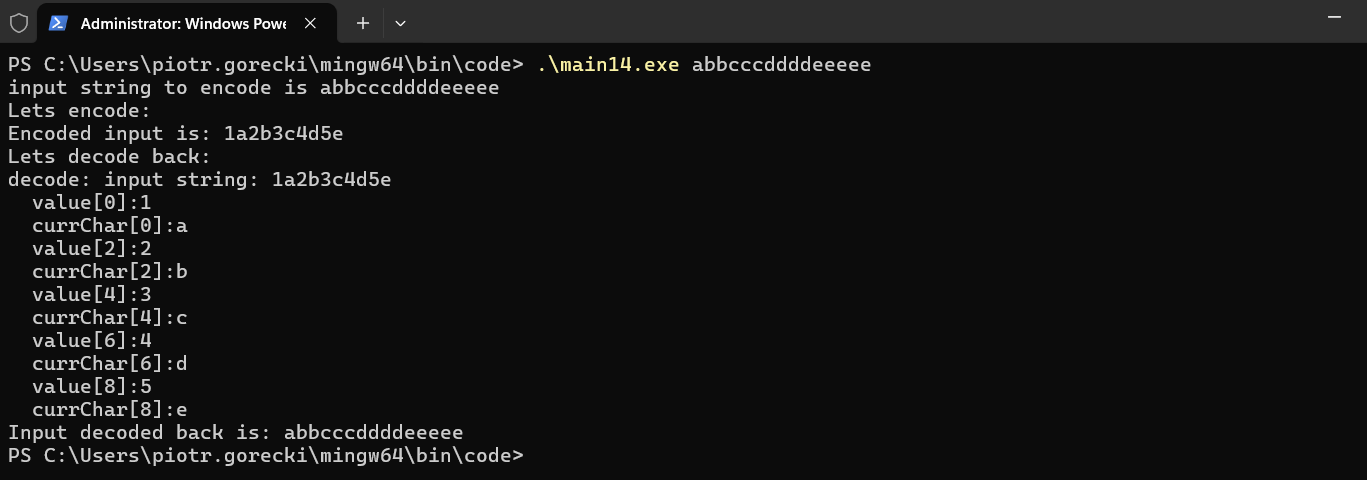 Administrator: Windows Powe
PS C:\Users\piotr.gorecki\mingw64\bin\code> .\main14.exe abbcccddddeeeee
input string to encode is abbcccddddeeeee
Lets encode:
Encoded input is: 1a2b3c4d5e
Lets decode back:
decode: input string: 1a2b3c4d5e
  value[0]:1
  currChar[0]:a
  value[2]:2
  currChar[2]:b
  value[4]:3
  currChar[4]:c
  value[6]:4
  currChar[6]:d
  value[8]:5
  currChar[8]:e
Input decoded back is: abbcccddddeeeee
PS C:\Users\piotr.gorecki\mingw64\bin\code>